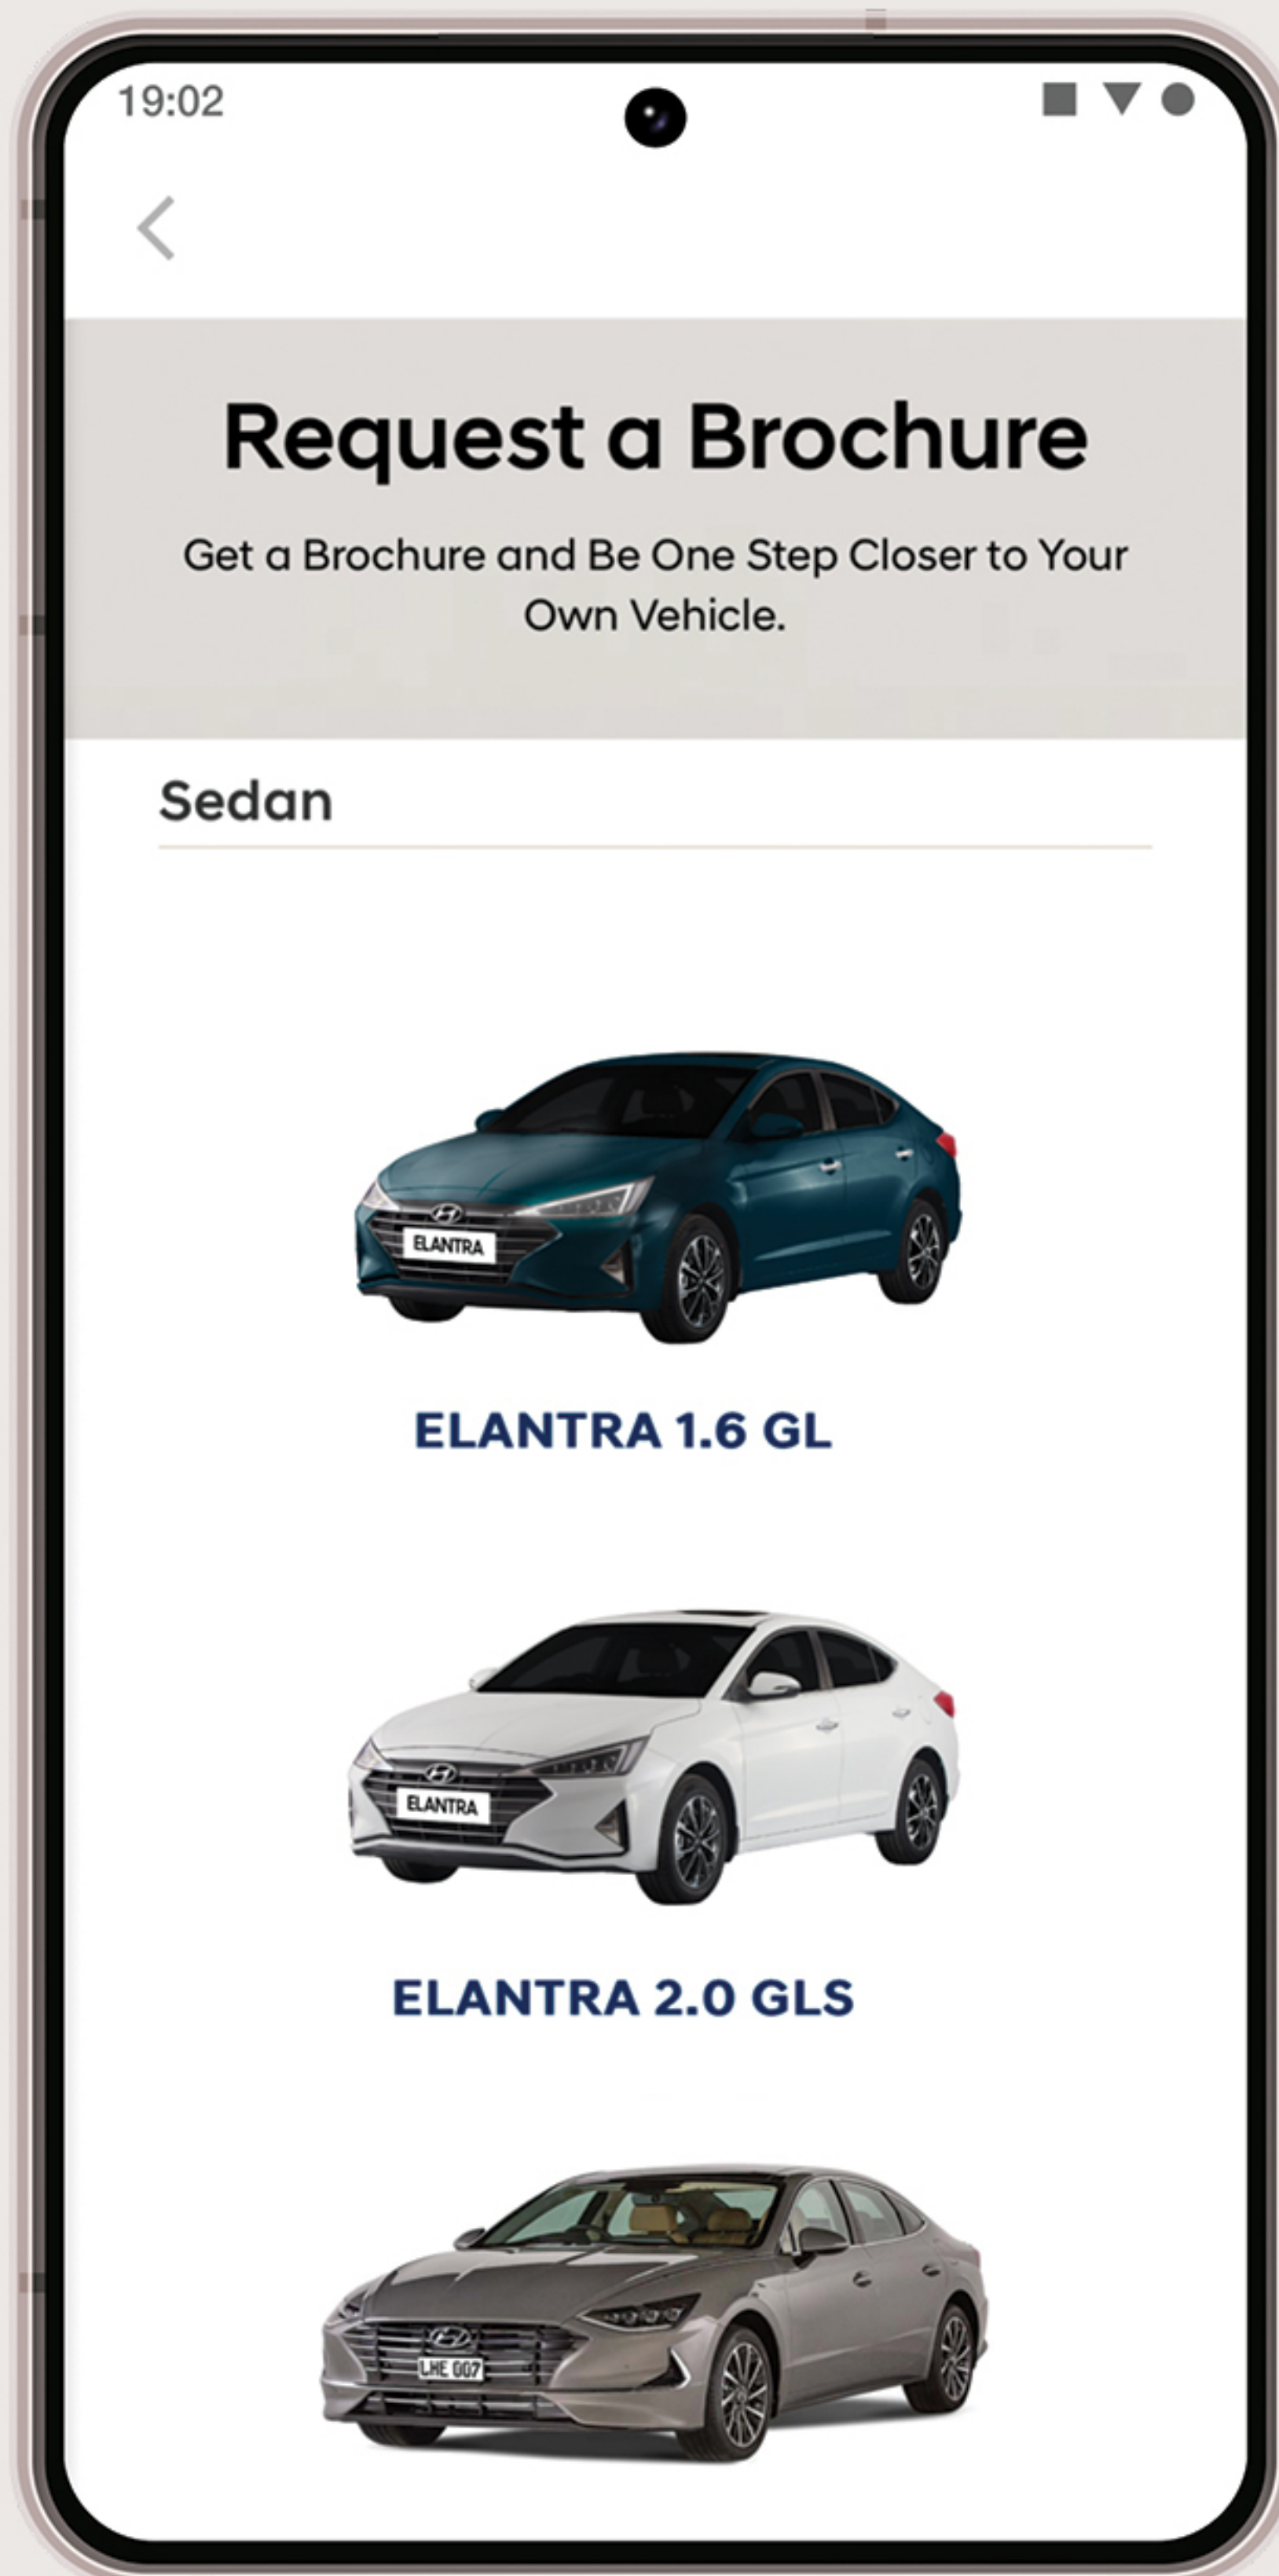 19:02
Request a Brochure
Get a Brochure and Be One Step Closer to Your
Own Vehicle.
Sedan
ELANTRA
ELANTRA 1.6 GL
ELANTRA
ELANTRA 2.0 GLS
LHE 007